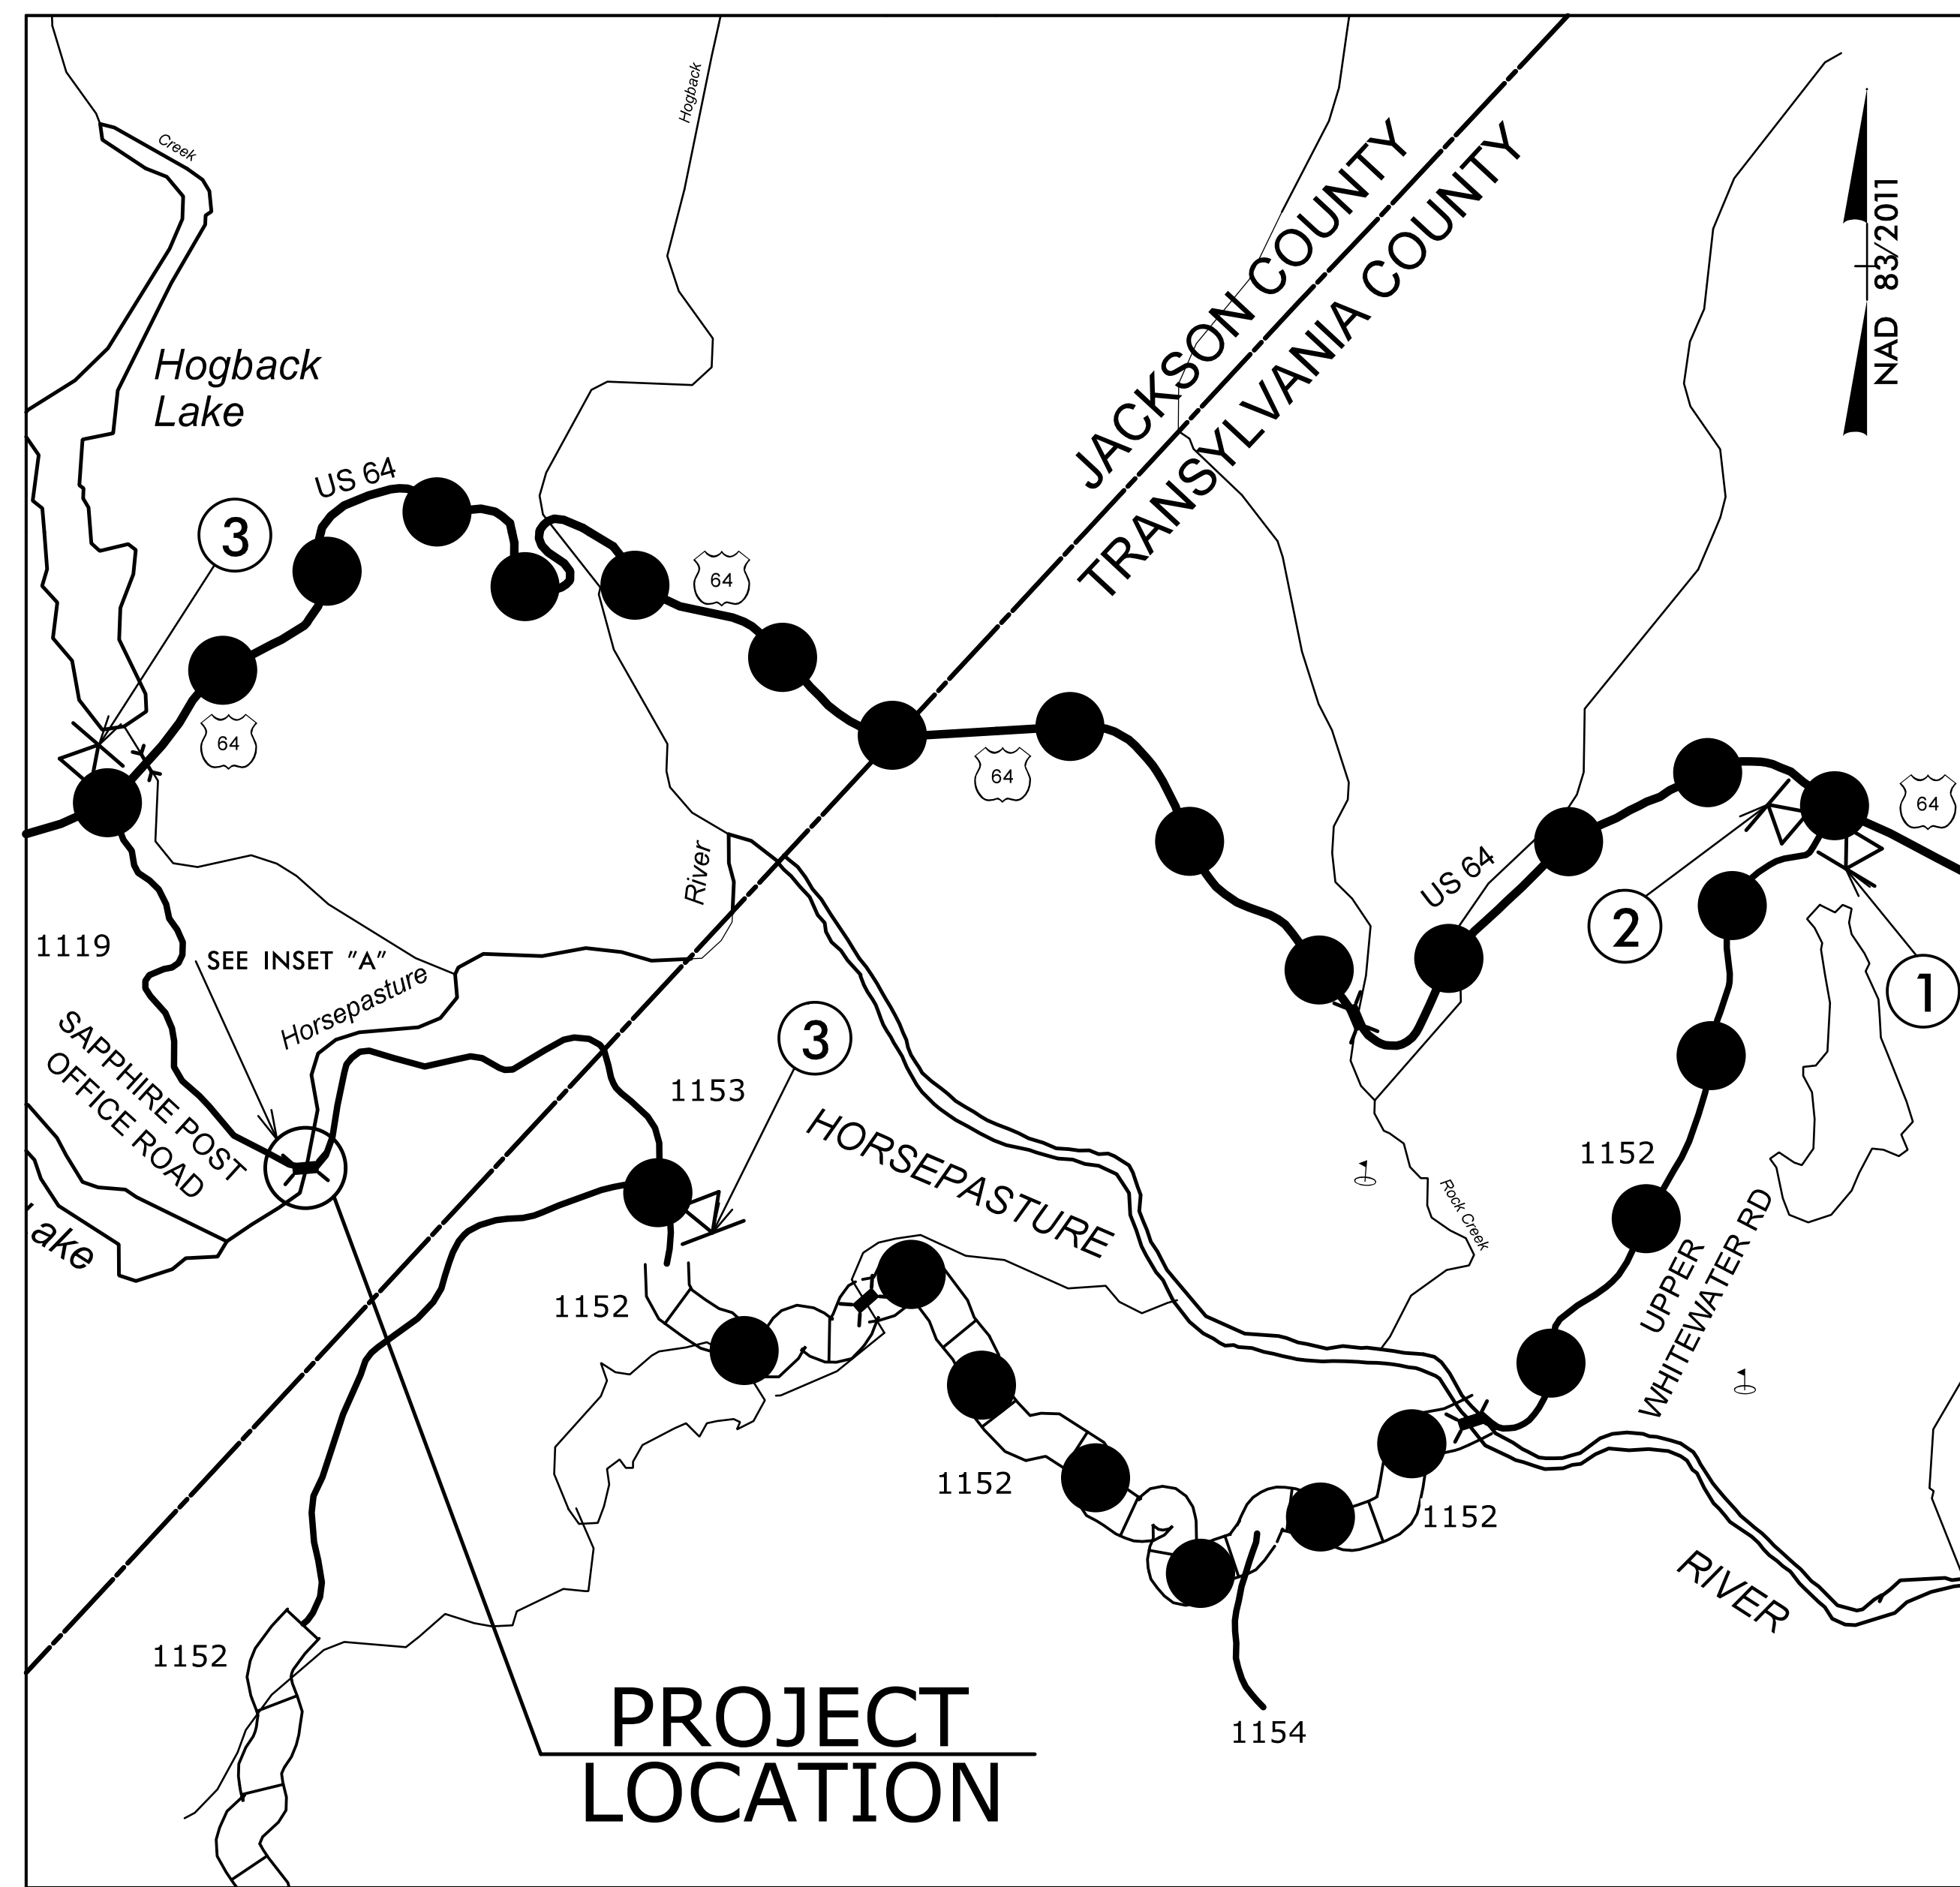 Hogback
Creek
JACKSON COUNTY
TRANSYLVANIA COUNTY
NAD 83/2011
Hogback
Lake
US 64
3
64
64
64
64
US 64
2
1
1119
SEE INSET "A"
Horsepasture
River
SAPPHIRE POST
OFFICE ROAD
3
1153
HORSEPASTURE
Rock Creek
1152
UPPER
WHITEWATER RD
ake
1152
1152
1152
RIVER
1152
PROJECT
LOCATION
1154